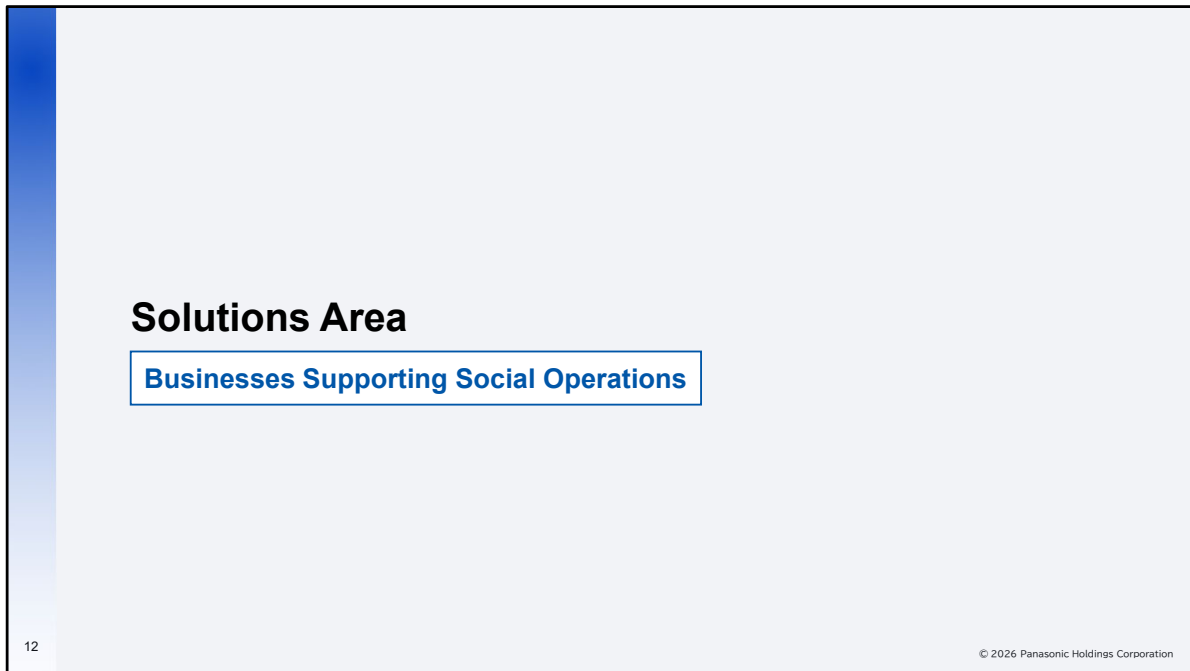 Solutions Area
Businesses Supporting Social Operations
12
© 2026 Panasonic Holdings Corporation